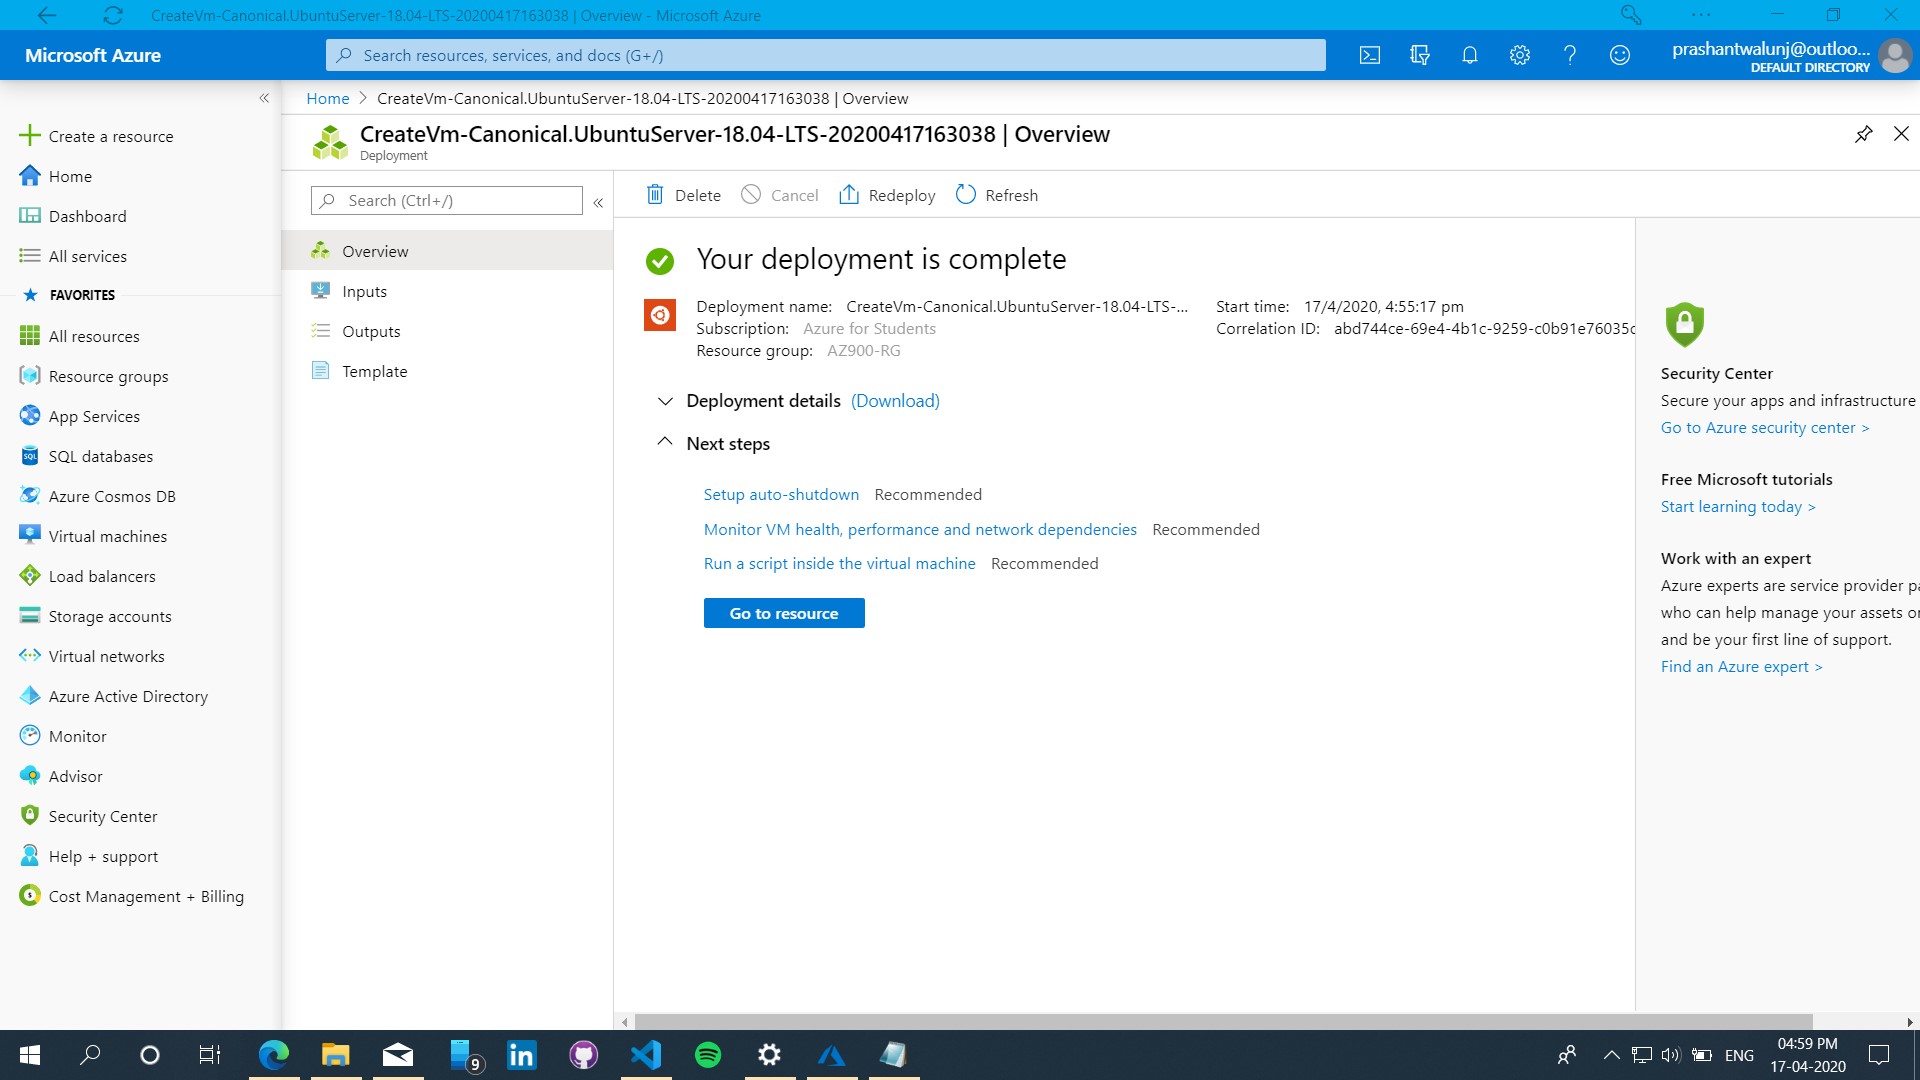 CreateVm-Canonical.UbuntuServer-18.04-LTS-20200417163038 | Overview - Microsoft Azure
Microsoft Azure
Search resources, services, and docs (G+/)
prashantwalunj@outloo...
DEFAULT DIRECTORY
Home > CreateVm-Canonical.UbuntuServer-18.04-LTS-20200417163038 | Overview
CreateVm-Canonical.UbuntuServer-18.04-LTS-20200417163038 | Overview
Deployment
Create a resource
Home
Dashboard
All services
FAVORITES
All resources
Resource groups
App Services
SQL databases
Azure Cosmos DB
Virtual machines
Load balancers
Storage accounts
Virtual networks
Azure Active Directory
Monitor
Advisor
Security Center
Help + support
Cost Management + Billing
Search (Ctrl+/)
Overview
Inputs
Outputs
Template
Delete Cancel Redeploy Refresh
Your deployment is complete
Deployment name: CreateVm-Canonical.UbuntuServer-18.04-LTS-...
Subscription: Azure for Students
Resource group: AZ900-RG
Start time: 17/4/2020, 4:55:17 pm
Correlation ID: abd744ce-69e4-4b1c-9259-c0b91e76035c
Deployment details (Download)
Next steps
Setup auto-shutdown Recommended
Monitor VM health, performance and network dependencies Recommended
Run a script inside the virtual machine Recommended
Go to resource
Security Center
Secure your apps and infrastructure
Go to Azure security center >
Free Microsoft tutorials
Start learning today >
Work with an expert
Azure experts are service provider pa
who can help manage your assets on
and be your first line of support.
Find an Azure expert >
9
ENG
04:59 PM
17-04-2020